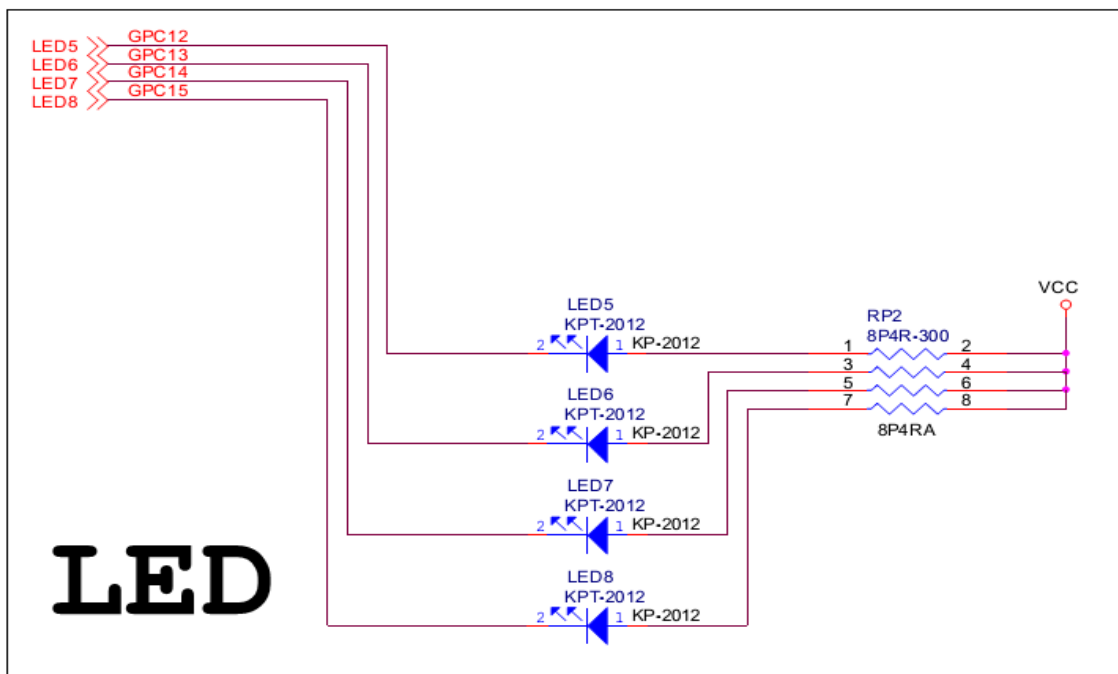 LED5 GPC12
LED6 GPC13
LED7 GPC14
LED8 GPC15
VCC
LED5
KPT-2012
2 1 KP-2012
RP2
8P4R-300
1 2
3 4
5 6
7 8
8P4RA
LED6
KPT-2012
2 1 KP-2012
LED7
KPT-2012
2 1 KP-2012
LED8
KPT-2012
2 1 KP-2012
LED